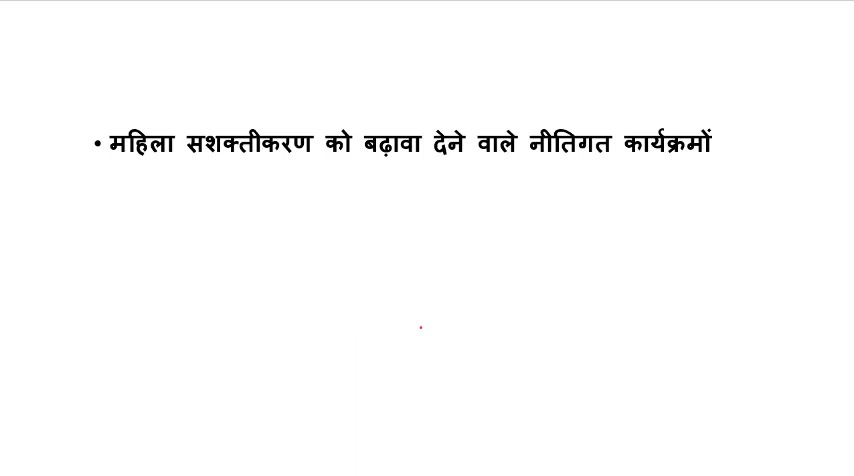 • महिला सशक्तीकरण को बढ़ावा देने वाले नीतिगत कार्यक्रमों